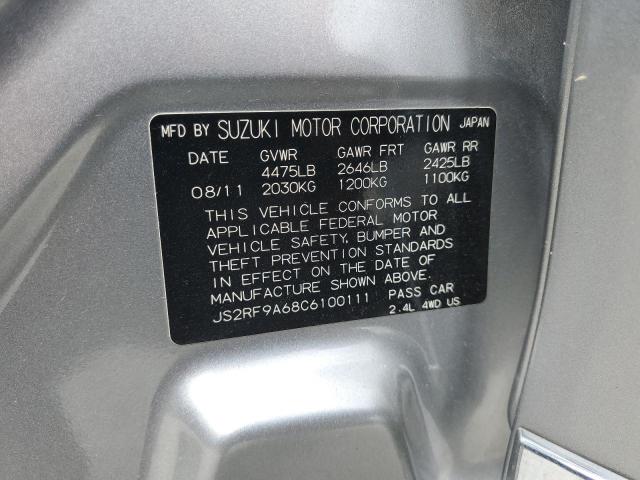 MFD BY SUZUKI MOTOR CORPORATION JAPAN
DATE GVWR GAWR FRT GAWR RR
4475LB 2646LB 2425LB
08/11 2030KG 1200KG 1100KG
THIS VEHICLE CONFORMS TO ALL
APPLICABLE FEDERAL MOTOR
VEHICLE SAFETY, BUMPER AND
THEFT PREVENTION STANDARDS
IN EFFECT ON THE DATE OF
MANUFACTURE SHOWN ABOVE.
JS2RF9A68C6100111 PASS CAR
2.4L 4WD US